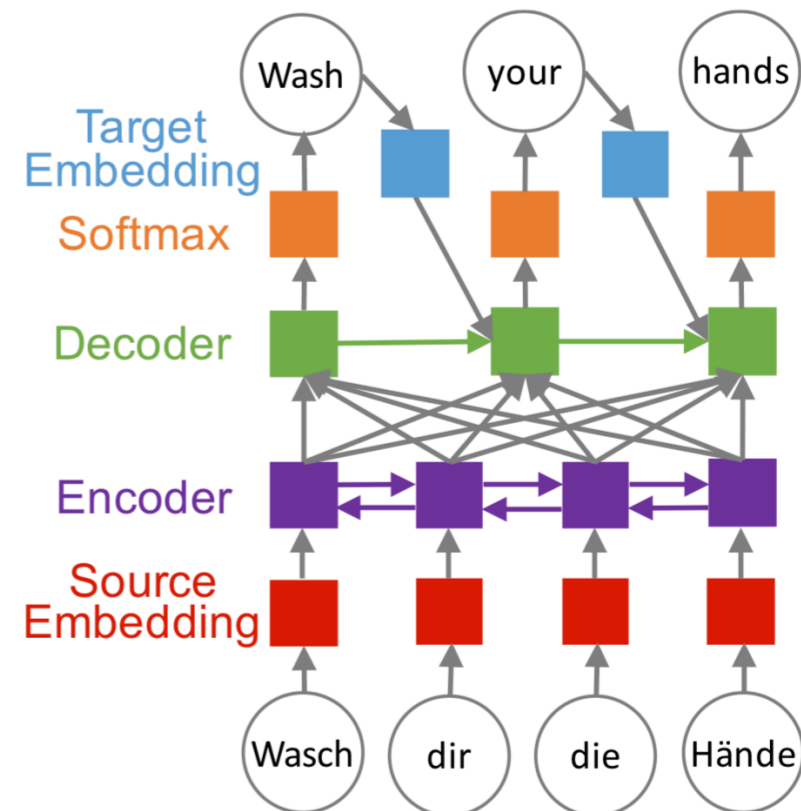 Wash your hands
Target
Embedding
Softmax
Decoder
Encoder
Source
Embedding
Wasch dir die Hände